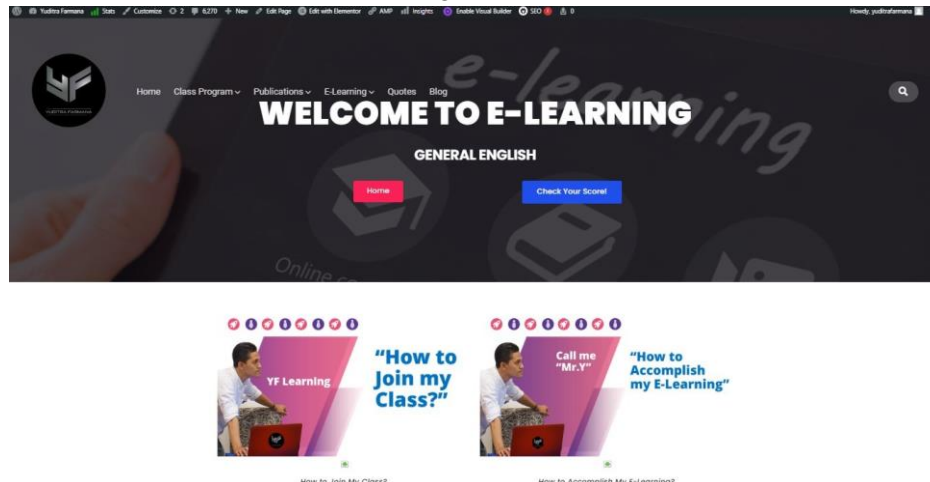 Yuditra Farmana Stats Customize 2 6,270 New Edit Page Edit with Elementor AMP Insights Enable Visual Builder SEO 0 Howdy, yuditrafarmana
YF
YUDITRA FARMANA
Home Class Program Publications E-Learning Quotes Blog
e-learning
WELCOME TO E-LEARNING
GENERAL ENGLISH
Home Check Your Score!
Online
YF Learning
"How to
Join my
Class?"
Call me
"Mr.Y"
"How to
Accomplish
my E-Learning"
How to Join My Class?
How to Accomplish My E-Learning?